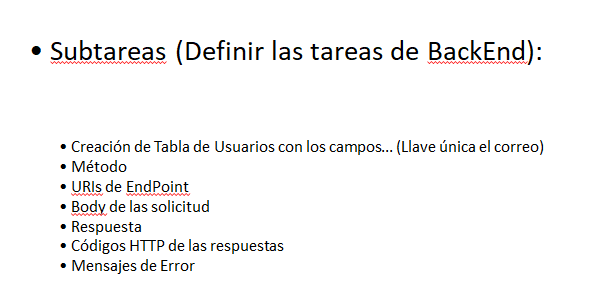 • Subtareas (Definir las tareas de BackEnd):
• Creación de Tabla de Usuarios con los campos... (Llave única el correo)
• Método
• URIs de EndPoint
• Body de las solicitud
• Respuesta
• Códigos HTTP de las respuestas
• Mensajes de Error